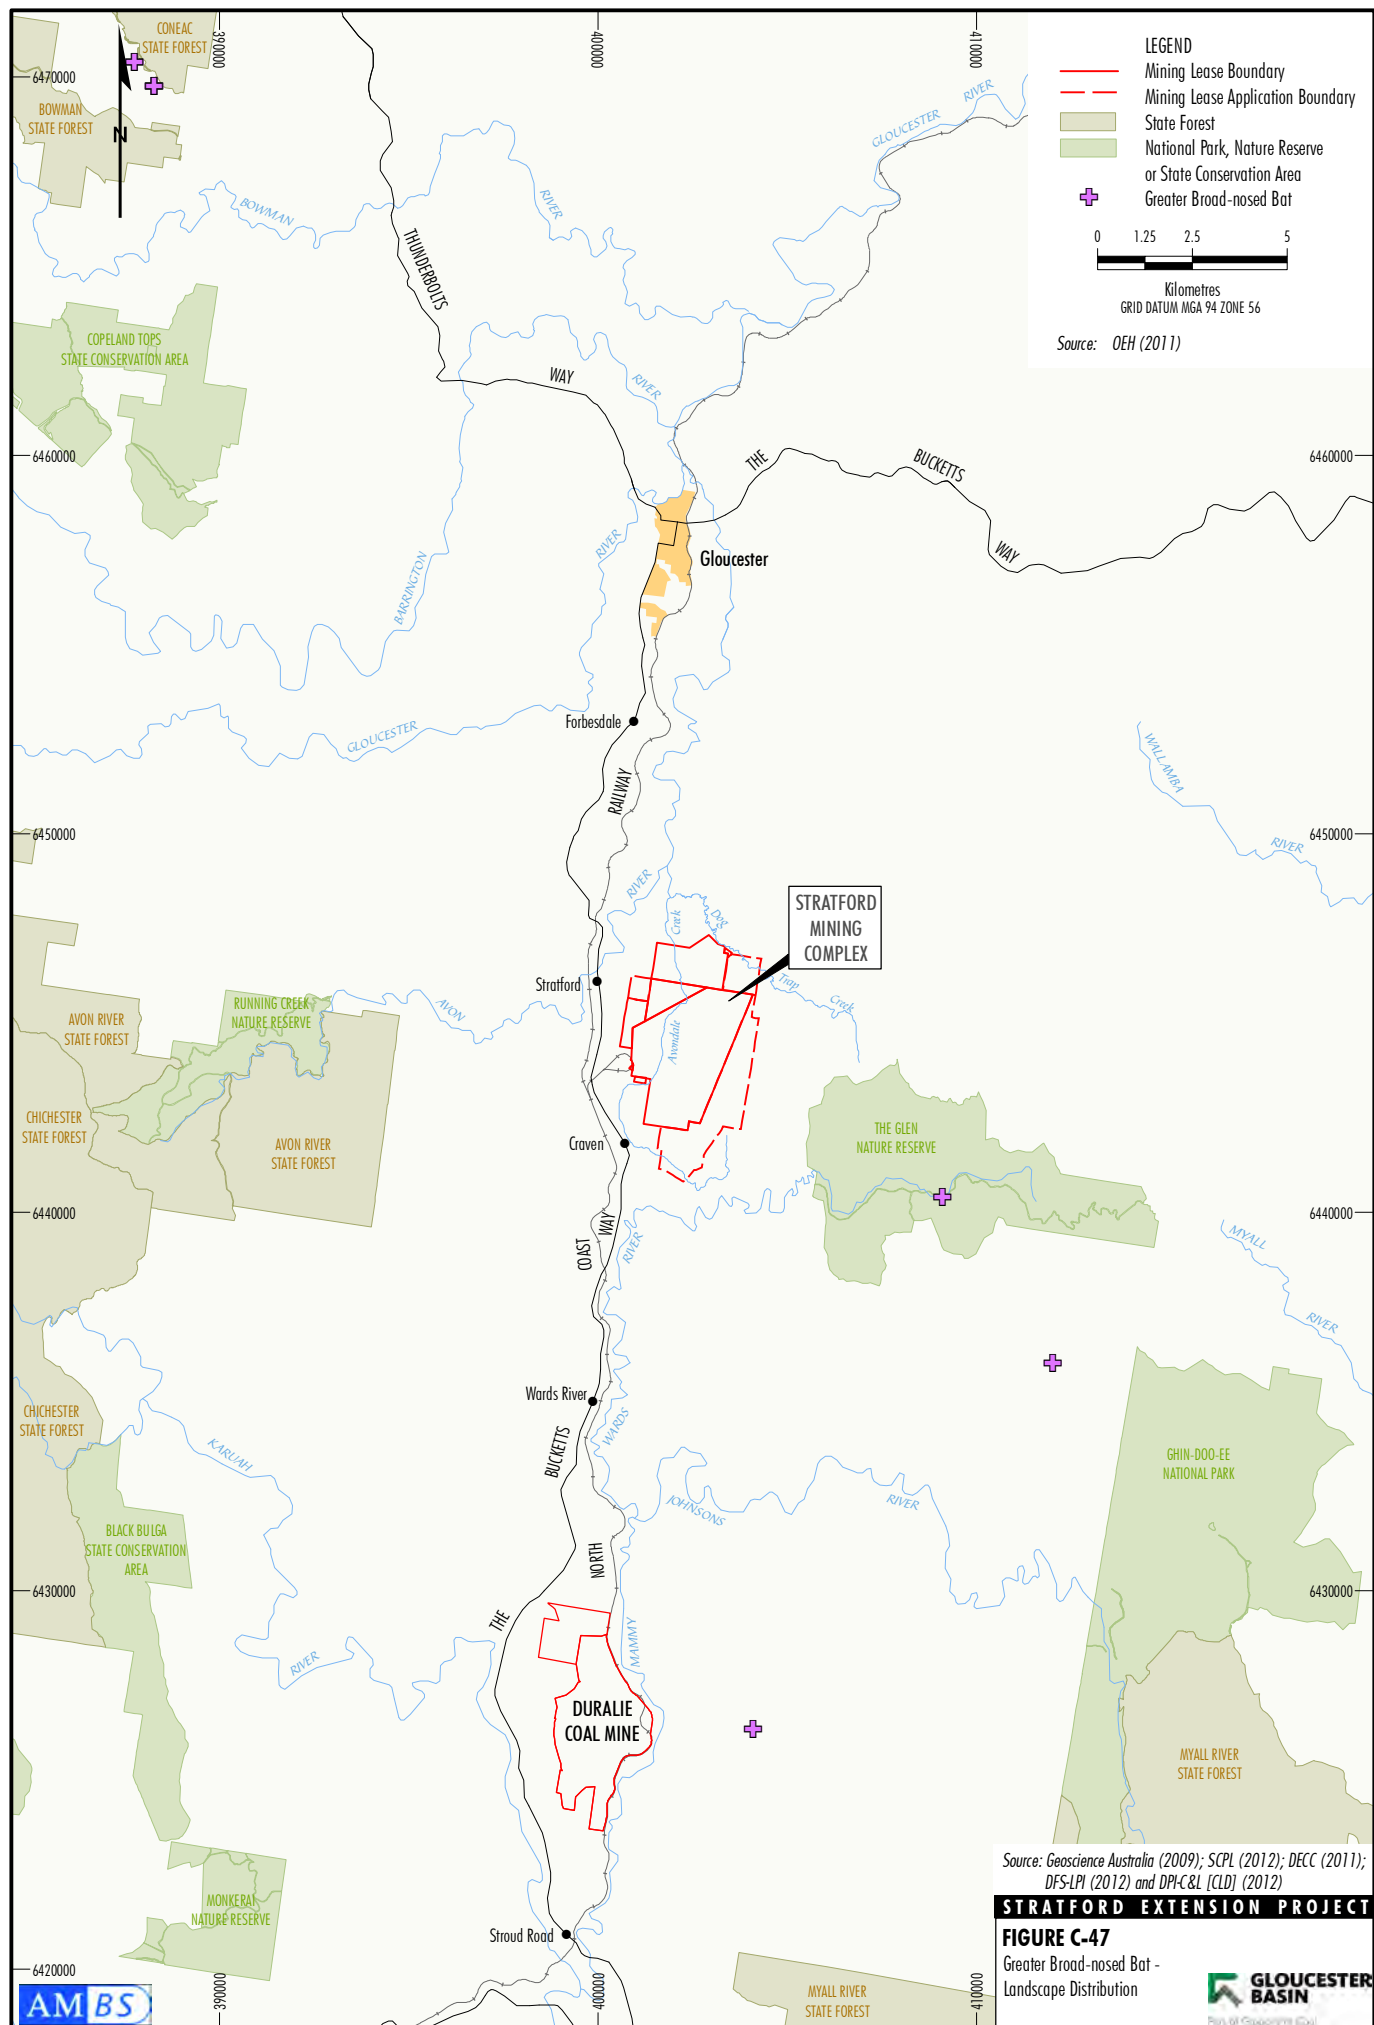 CONEAC
STATE FOREST
390000
400000
410000
6470000
BOWMAN
STATE FOREST
N
LEGEND
Mining Lease Boundary
Mining Lease Application Boundary
State Forest
National Park, Nature Reserve
or State Conservation Area
Greater Broad-nosed Bat
0 1.25 2.5 5
Kilometres
GRID DATUM MGA 94 ZONE 56
Source: OEH (2011)
GLOUCESTER
RIVER
BOWMAN
RIVER
THUNDERBOLTS
WAY
COPELAND TOPS
STATE CONSERVATION AREA
RIVER
6460000
6460000
THE
BUCKETTS
WAY
BARRINGTON
RIVER
Gloucester
Forbesdale
GLOUCESTER
RAILWAY
WALLAMBA
RIVER
6450000
6450000
RIVER
Creek
Dog
STRATFORD
MINING
COMPLEX
Stratford
Trap
Creek
AVON
Avondale
RUNNING CREEK
NATURE RESERVE
AVON RIVER
STATE FOREST
CHICHESTER
STATE FOREST
AVON RIVER
STATE FOREST
Craven
THE GLEN
NATURE RESERVE
6440000
6440000
COAST
WAY
RIVER
MYALL
RIVER
Wards River
WARDS
CHICHESTER
STATE FOREST
KARUAH
BUCKETTS
JOHNSONS
RIVER
GHIN-DOO-EE
NATIONAL PARK
BLACK BULGA
STATE CONSERVATION
AREA
NORTH
6430000
6430000
THE
RIVER
MAMMY
DURALIE
COAL MINE
MYALL RIVER
STATE FOREST
MONKERAI
NATURE RESERVE
Stroud Road
6420000
390000
400000
410000
MYALL RIVER
STATE FOREST
AMBS
Source: Geoscience Australia (2009); SCPL (2012); DECC (2011);
DFS-LPI (2012) and DPI-C&L [CLD] (2012)
STRATFORD EXTENSION PROJECT
FIGURE C-47
Greater Broad-nosed Bat -
Landscape Distribution
GLOUCESTER
BASIN